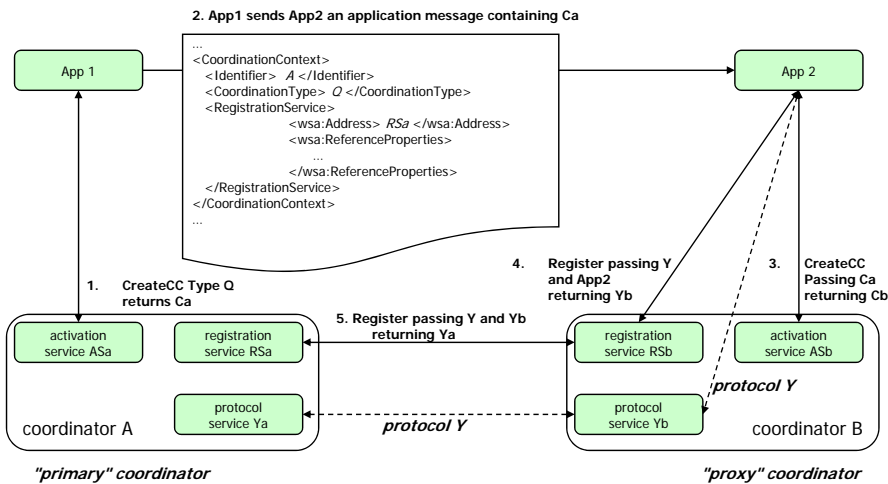 2. App1 sends App2 an application message containing Ca
App 1
...
<CoordinationContext>
<Identifier> A </Identifier>
<CoordinationType> Q </CoordinationType>
<RegistrationService>
<wsa:Address> RSa </wsa:Address>
<wsa:ReferenceProperties>
...
</wsa:ReferenceProperties>
</RegistrationService>
</CoordinationContext>
...
App 2
1. CreateCC Type Q
returns Ca
4. Register passing Y
and App2
returning Yb
3. CreateCC
Passing Ca
returning Cb
5. Register passing Y and Yb
returning Ya
activation
service ASa
registration
service RSa
registration
service RSb
activation
service ASb
protocol Y
protocol
service Ya
protocol
service Yb
coordinator A
protocol Y
coordinator B
"primary" coordinator
"proxy" coordinator